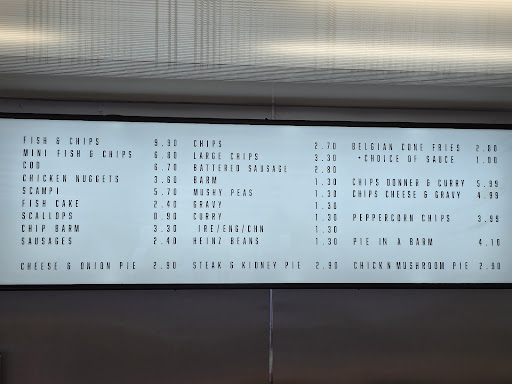 FISH & CHIPS 9.90
MINI FISH & CHIPS 6.80
COD 6.70
CHICKEN NUGGETS 3.60
SCAMPI 5.70
FISH CAKE 2.40
SCALLOPS 0.90
CHIP BARM 3.30
SAUSAGES 2.40
CHEESE & ONION PIE 2.90
CHIPS 2.70
LARGE CHIPS 3.30
BATTERED SAUSAGE 2.80
BARM 1.30
MUSHY PEAS 1.30
GRAVY 1.30
CURRY 1.30
IRE/ENG/CHN 1.30
HEINZ BEANS 1.30
STEAK & KIDNEY PIE 2.90
BELGIAN CONE FRIES 2.80
•CHOICE OF SAUCE 1.00
CHIPS DONNER & CURRY 5.99
CHIPS CHEESE & GRAVY 4.99
PEPPERCORN CHIPS 3.99
PIE IN A BARM 4.10
CHICK N MUSHROOM PIE 2.90